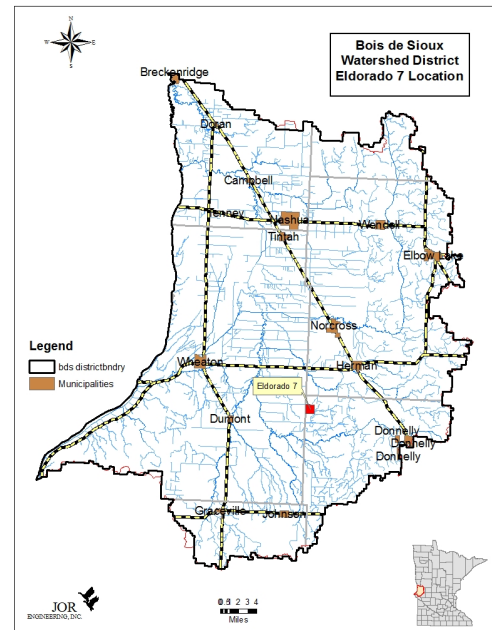 Bois de Sioux
Watershed District
Eldorado 7 Location
N
W
E
S
Breckenridge
Doran
Campbell
Tenney
Nashua
Tintah
Wendell
Elbow Lake
Norcross
Legend
bds districtbndry
Municipalities
Wheaton
Herman
Eldorado 7
Dumont
Donnelly
Donnelly
Donnelly
Graceville
Johnson
JOR
ENGINEERING, INC.
2 3 4
Miles